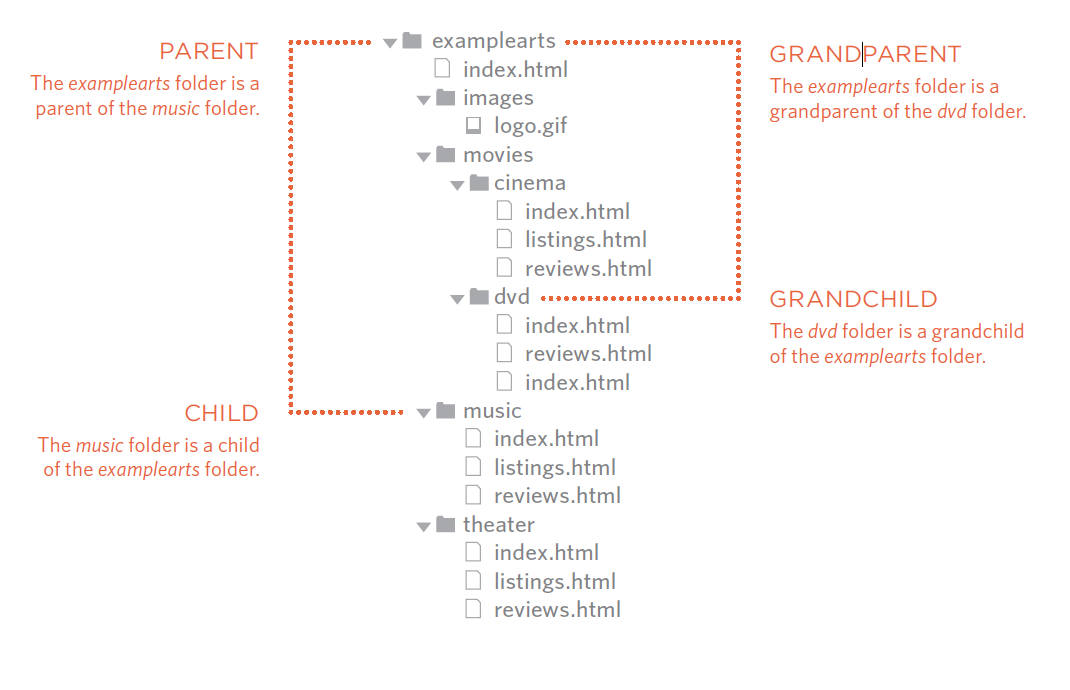 PARENT
The examplearts folder is a
parent of the music folder.
examplearts
index.html
images
logo.gif
movies
cinema
index.html
listings.html
reviews.html
dvd
index.html
reviews.html
index.html
music
index.html
listings.html
reviews.html
theater
index.html
listings.html
reviews.html
GRANDPARENT
The examplearts folder is a
grandparent of the dvd folder.
GRANDCHILD
The dvd folder is a grandchild
of the examplearts folder.
CHILD
The music folder is a child
of the examplearts folder.